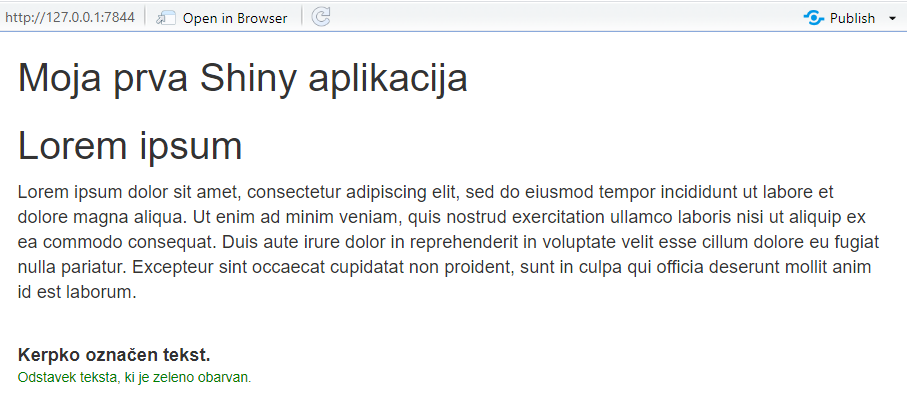 http://127.0.0.1:7844 Open in Browser Publish
Moja prva Shiny aplikacija
Lorem ipsum
Lorem ipsum dolor sit amet, consectetur adipiscing elit, sed do eiusmod tempor incididunt ut labore et
dolore magna aliqua. Ut enim ad minim veniam, quis nostrud exercitation ullamco laboris nisi ut aliquip ex
ea commodo consequat. Duis aute irure dolor in reprehenderit in voluptate velit esse cillum dolore eu fugiat
nulla pariatur. Excepteur sint occaecat cupidatat non proident, sunt in culpa qui officia deserunt mollit anim
id est laborum.
Kerpko označen tekst.
Odstavek teksta, ki je zeleno obarvan.